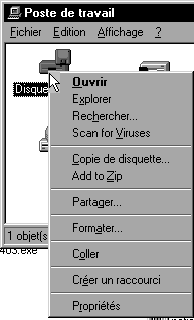 Poste de travail
Fichier Edition Affichage ?
Disque
Ouvrir
Explorer
Rechercher...
Scan for Viruses
Copie de disquette...
Add to Zip
Partager...
Formater...
1 objet(s
Coller
403.exe
Créer un raccourci
Propriétés